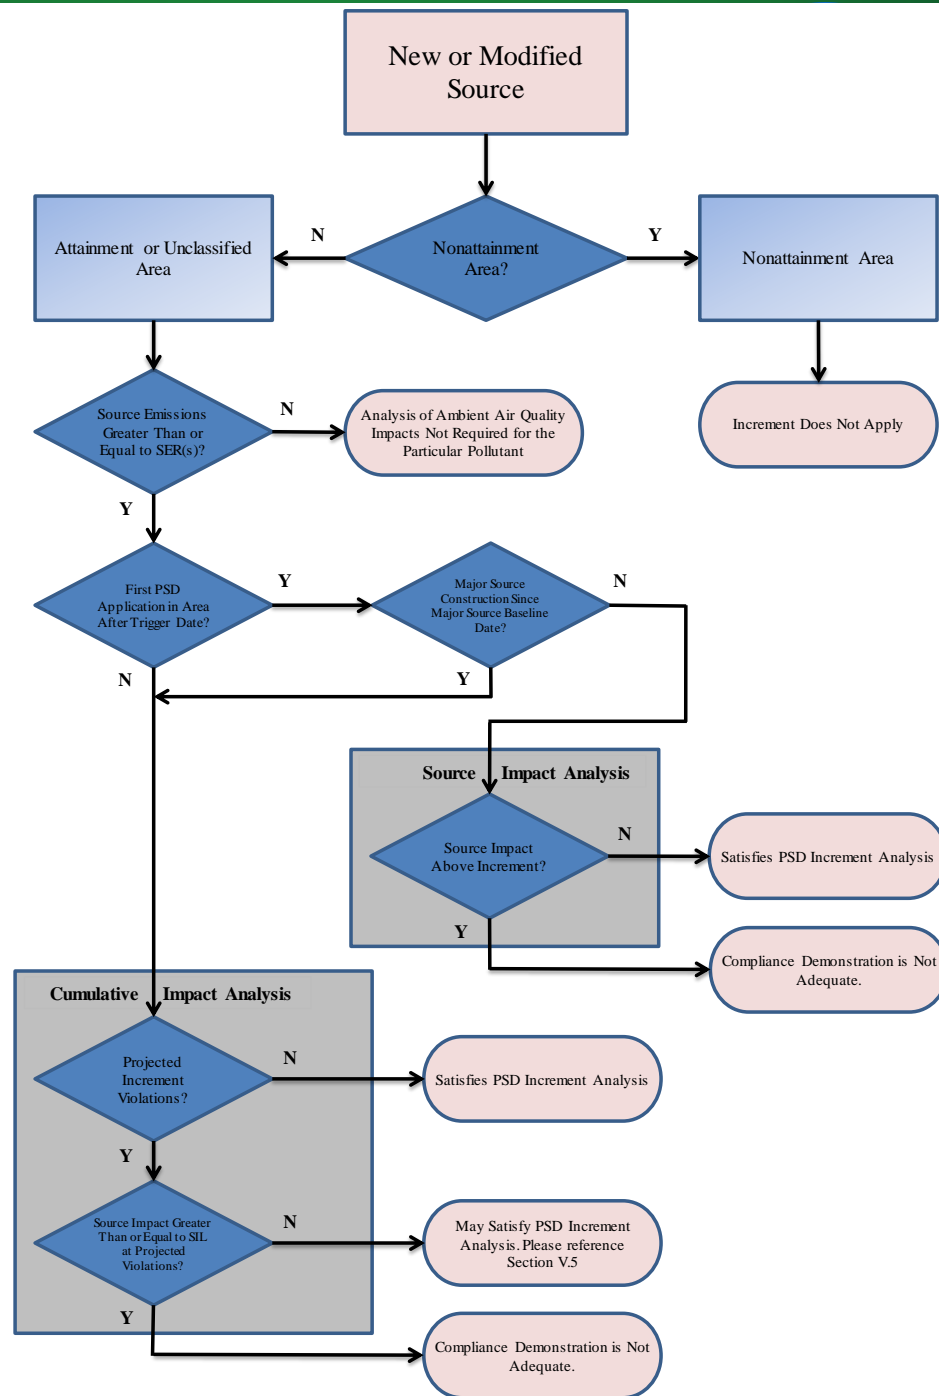 New or Modified
Source
Attainment or Unclassified
Area
N
Nonattainment
Area?
Y
Nonattainment Area
Source Emissions
Greater Than or
Equal to SER(s)?
N
Analysis of Ambient Air Quality
Impacts Not Required for the
Particular Pollutant
Increment Does Not Apply
Y
First PSD
Application in Area
After Trigger Date?
Y
Major Source
Construction Since
Major Source Baseline
Date?
N
N
Y
Source Impact Analysis
Source Impact
Above Increment?
N
Satisfies PSD Increment Analysis
Y
Compliance Demonstration is Not
Adequate.
Cumulative Impact Analysis
Projected
Increment
Violations?
N
Satisfies PSD Increment Analysis
Y
Source Impact Greater
Than or Equal to SIL
at Projected
Violations?
N
May Satisfy PSD Increment
Analysis. Please reference
Section V.5
Y
Compliance Demonstration is Not
Adequate.